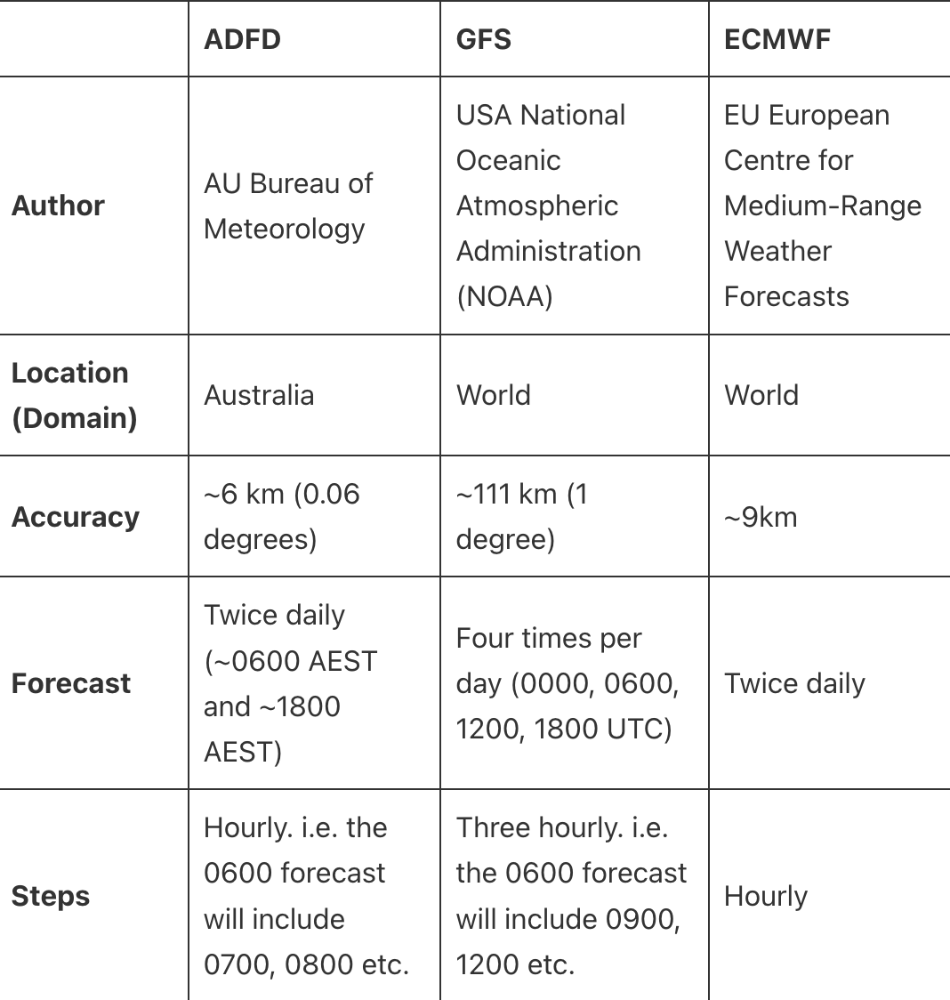 ADFD GFS ECMWF
Author
AU Bureau of
Meteorology
USA National
Oceanic
Atmospheric
Administration
(NOAA)
EU European
Centre for
Medium-Range
Weather
Forecasts
Location
(Domain)
Australia
World
World
Accuracy
~6 km (0.06
degrees)
~111 km (1
degree)
~9km
Forecast
Twice daily
(~0600 AEST
and ~1800
AEST)
Four times per
day (0000, 0600,
1200, 1800 UTC)
Twice daily
Steps
Hourly. i.e. the
0600 forecast
will include
0700, 0800 etc.
Three hourly. i.e.
the 0600 forecast
will include 0900,
1200 etc.
Hourly